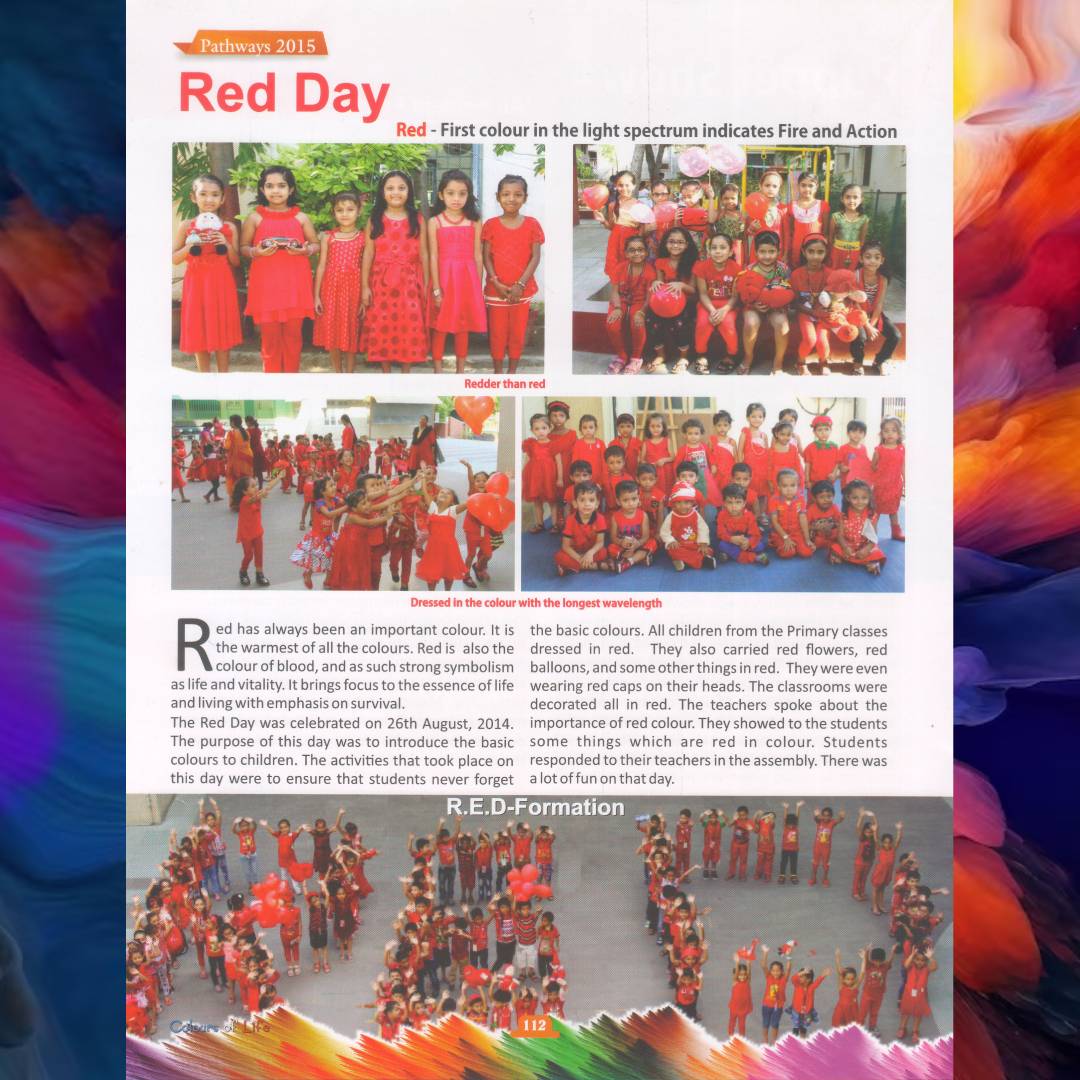 Pathways 2015
Red Day
Red - First colour in the light spectrum indicates Fire and Action
Redder than red
Dressed in the colour with the longest wavelength
Red has always been an important colour. It is
the warmest of all the colours. Red is also the
colour of blood, and as such strong symbolism
as life and vitality. It brings focus to the essence of life
and living with emphasis on survival.
The Red Day was celebrated on 26th August, 2014.
The purpose of this day was to introduce the basic
colours to children. The activities that took place on
this day were to ensure that students never forget
the basic colours. All children from the Primary classes
dressed in red. They also carried red flowers, red
balloons, and some other things in red. They were even
wearing red caps on their heads. The classrooms were
decorated all in red. The teachers spoke about the
importance of red colour. They showed to the students
some things which are red in colour. Students
responded to their teachers in the assembly. There was
a lot of fun on that day.
R.E.D-Formation
Colours of Life
112